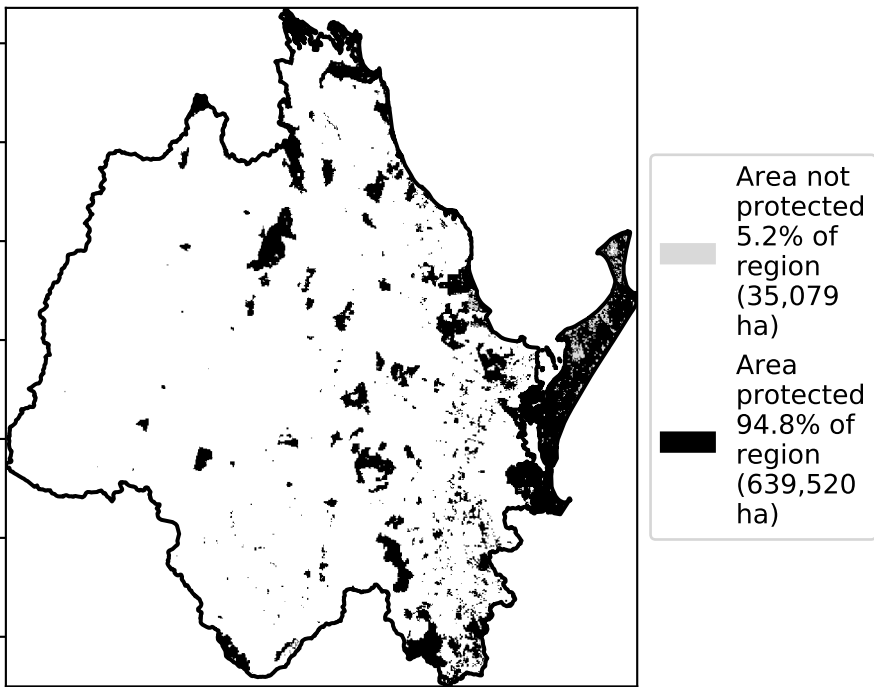 Area not
protected
5.2% of
region
(35,079
ha)
Area
protected
94.8% of
region
(639,520
ha)